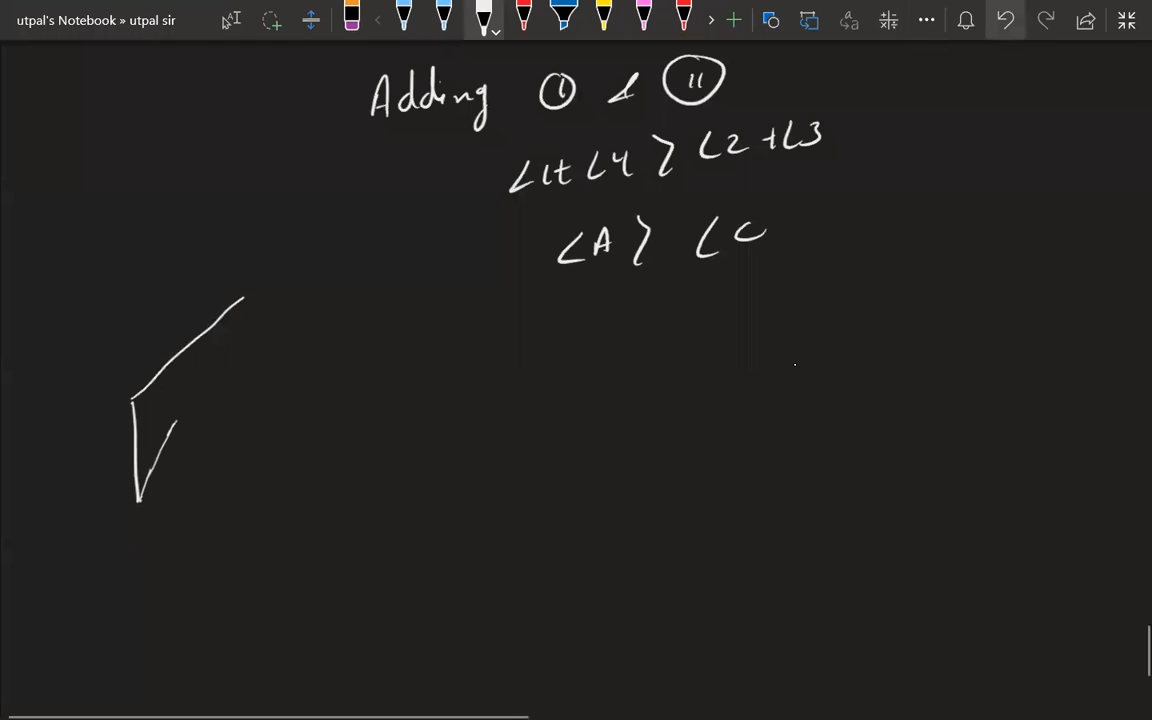 utpal's Notebook » utpal sir
Adding ① & ⑪
∠1+∠4 > ∠2+∠3
∠A > ∠C